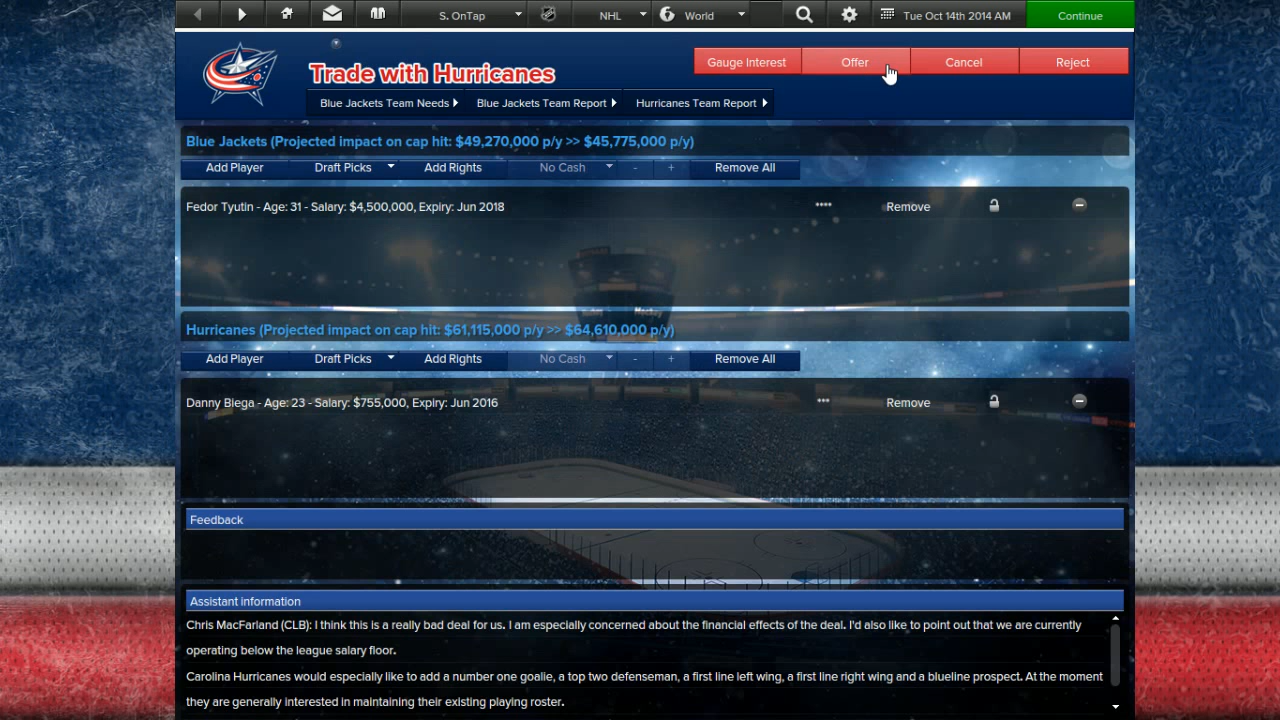 S. OnTap NHL World Tue Oct 14th 2014 AM Continue
Trade with Hurricanes
Gauge Interest Offer Cancel Reject
Blue Jackets Team Needs Blue Jackets Team Report Hurricanes Team Report
Blue Jackets (Projected impact on cap hit: $49,270,000 p/y >> $45,775,000 p/y)
Add Player Draft Picks Add Rights No Cash - + Remove All
Fedor Tyutin - Age: 31 - Salary: $4,500,000, Expiry: Jun 2018 **** Remove
Hurricanes (Projected impact on cap hit: $61,115,000 p/y >> $64,610,000 p/y)
Add Player Draft Picks Add Rights No Cash - + Remove All
Danny Biega - Age: 23 - Salary: $755,000, Expiry: Jun 2016 *** Remove
Feedback
Assistant information
Chris MacFarland (CLB): I think this is a really bad deal for us. I am especially concerned about the financial effects of the deal. I'd also like to point out that we are currently
operating below the league salary floor.
Carolina Hurricanes would especially like to add a number one goalie, a top two defenseman, a first line left wing, a first line right wing and a blueline prospect. At the moment
they are generally interested in maintaining their existing playing roster.